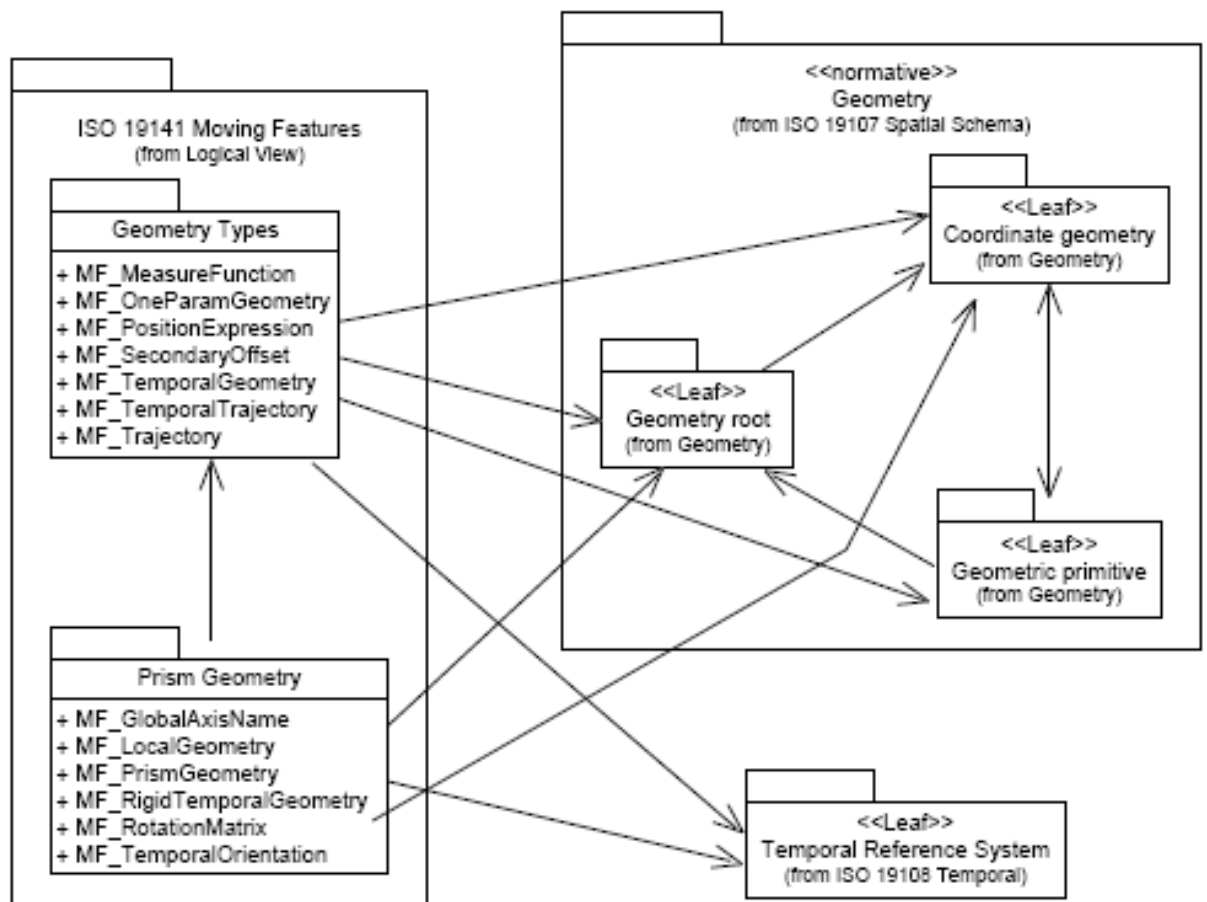 ISO 19141 Moving Features
(from Logical View)
Geometry Types
+ MF_MeasureFunction
+ MF_OneParamGeometry
+ MF_PositionExpression
+ MF_SecondaryOffset
+ MF_TemporalGeometry
+ MF_TemporalTrajectory
+ MF_Trajectory
Prism Geometry
+ MF_GlobalAxisName
+ MF_LocalGeometry
+ MF_PrismGeometry
+ MF_RigidTemporalGeometry
+ MF_RotationMatrix
+ MF_TemporalOrientation
<<normative>>
Geometry
(from ISO 19107 Spatial Schema)
<<Leaf>>
Coordinate geometry
(from Geometry)
<<Leaf>>
Geometry root
(from Geometry)
<<Leaf>>
Geometric primitive
(from Geometry)
<<Leaf>>
Temporal Reference System
(from ISO 19108 Temporal)